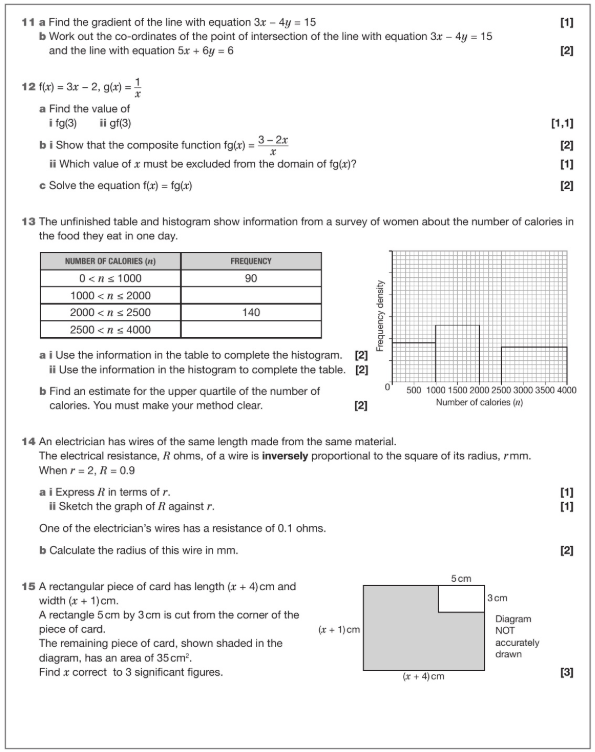 11 a Find the gradient of the line with equation 3x − 4y = 15 [1]
b Work out the co-ordinates of the point of intersection of the line with equation 3x − 4y = 15
and the line with equation 5x + 6y = 6 [2]
12 f(x) = 3x − 2, g(x) = 1/x
a Find the value of
i fg(3) ii gf(3) [1,1]
b i Show that the composite function fg(x) = (3 − 2x)/x [2]
ii Which value of x must be excluded from the domain of fg(x)? [1]
c Solve the equation f(x) = fg(x) [2]
13 The unfinished table and histogram show information from a survey of women about the number of calories in
the food they eat in one day.
NUMBER OF CALORIES (n) FREQUENCY
0 < n ≤ 1000 90
1000 < n ≤ 2000
2000 < n ≤ 2500 140
2500 < n ≤ 4000
Frequency density
0 500 1000 1500 2000 2500 3000 3500 4000
Number of calories (n)
a i Use the information in the table to complete the histogram. [2]
ii Use the information in the histogram to complete the table. [2]
b Find an estimate for the upper quartile of the number of
calories. You must make your method clear. [2]
14 An electrician has wires of the same length made from the same material.
The electrical resistance, R ohms, of a wire is inversely proportional to the square of its radius, r mm.
When r = 2, R = 0.9
a i Express R in terms of r. [1]
ii Sketch the graph of R against r. [1]
One of the electrician's wires has a resistance of 0.1 ohms.
b Calculate the radius of this wire in mm. [2]
15 A rectangular piece of card has length (x + 4) cm and
width (x + 1) cm.
A rectangle 5 cm by 3 cm is cut from the corner of the
piece of card.
The remaining piece of card, shown shaded in the
diagram, has an area of 35 cm².
Find x correct to 3 significant figures. [3]
5 cm
3 cm
(x + 1) cm
(x + 4) cm
Diagram
NOT
accurately
drawn